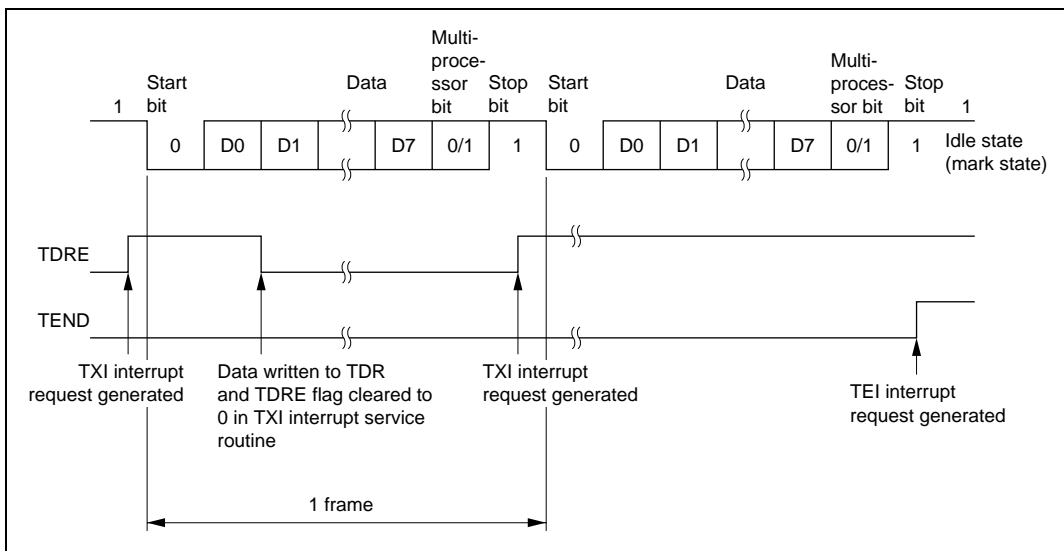 Multi-
proce-
ssor
bit
Start
bit
Data
Stop
bit
Start
bit
Data
Multi-
proces-
sor bit
Stop
bit
1
1
0
D0
D1
D7
0/1
1
0
D0
D1
D7
0/1
1
Idle state
(mark state)
TDRE
TEND
TXI interrupt
request generated
Data written to TDR
and TDRE flag cleared to
0 in TXI interrupt service
routine
TXI interrupt
request generated
TEI interrupt
request generated
1 frame